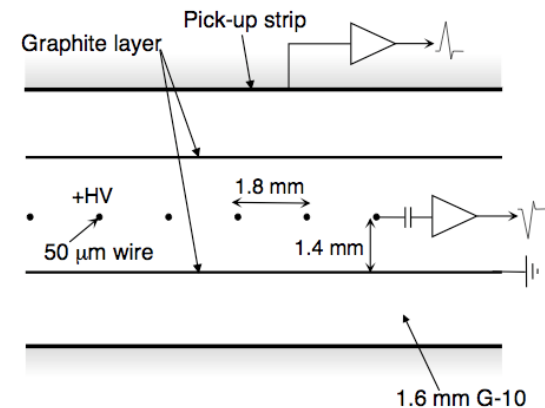 Pick-up strip
Graphite layer
+HV
1.8 mm
50 μm wire
1.4 mm
1.6 mm G-10